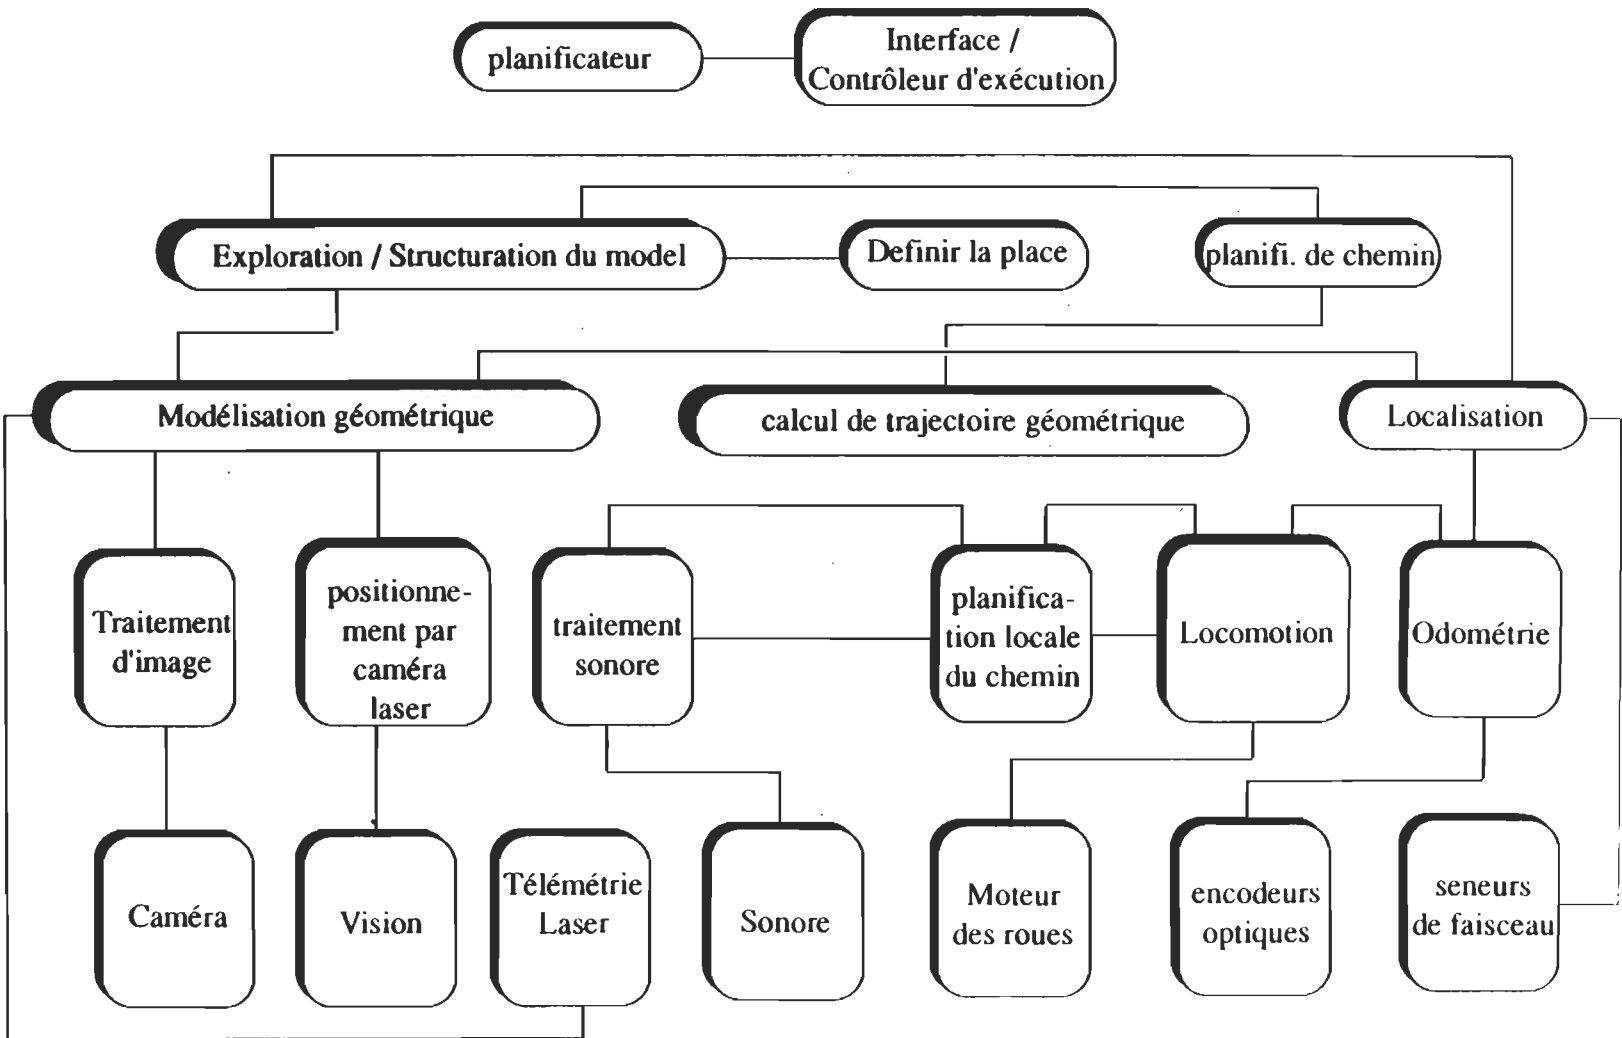 planificateur
Interface /
Contrôleur d'exécution
Exploration / Structuration du model
Definir la place
planifi. de chemin
Modélisation géométrique
calcul de trajectoire géométrique
Localisation
Traitement
d'image
positionne-
ment par
caméra
laser
traitement
sonore
planifica-
tion locale
du chemin
Locomotion
Odométrie
Caméra
Vision
Télémétrie
Laser
Sonore
Moteur
des roues
encodeurs
optiques
seneurs
de faisceau